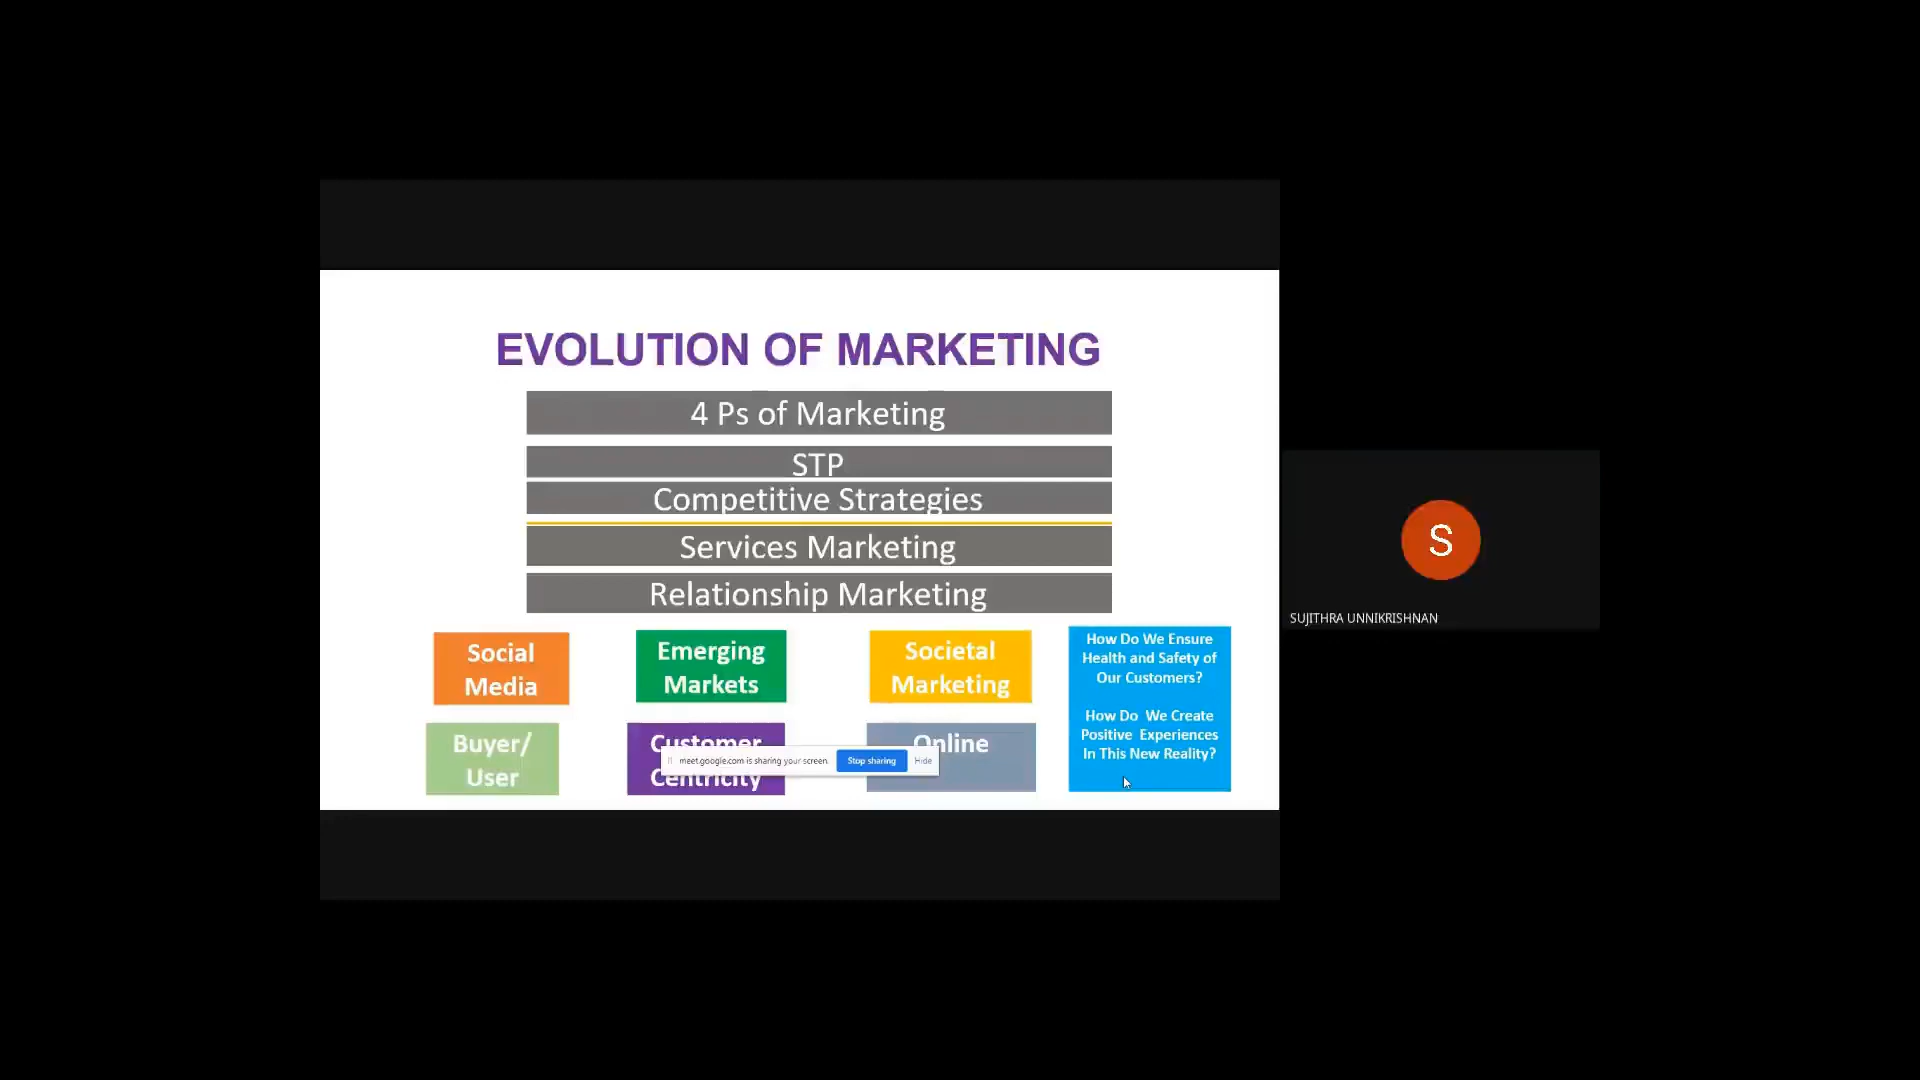 EVOLUTION OF MARKETING
4 Ps of Marketing
STP
Competitive Strategies
Services Marketing
Relationship Marketing
Social
Media
Emerging
Markets
Societal
Marketing
How Do We Ensure
Health and Safety of
Our Customers?
How Do We Create
Positive Experiences
In This New Reality?
Buyer/
User
Customer
Centricity
Online
meet.google.com is sharing your screen.
Stop sharing
Hide
S
SUJITHRA UNNIKRISHNAN